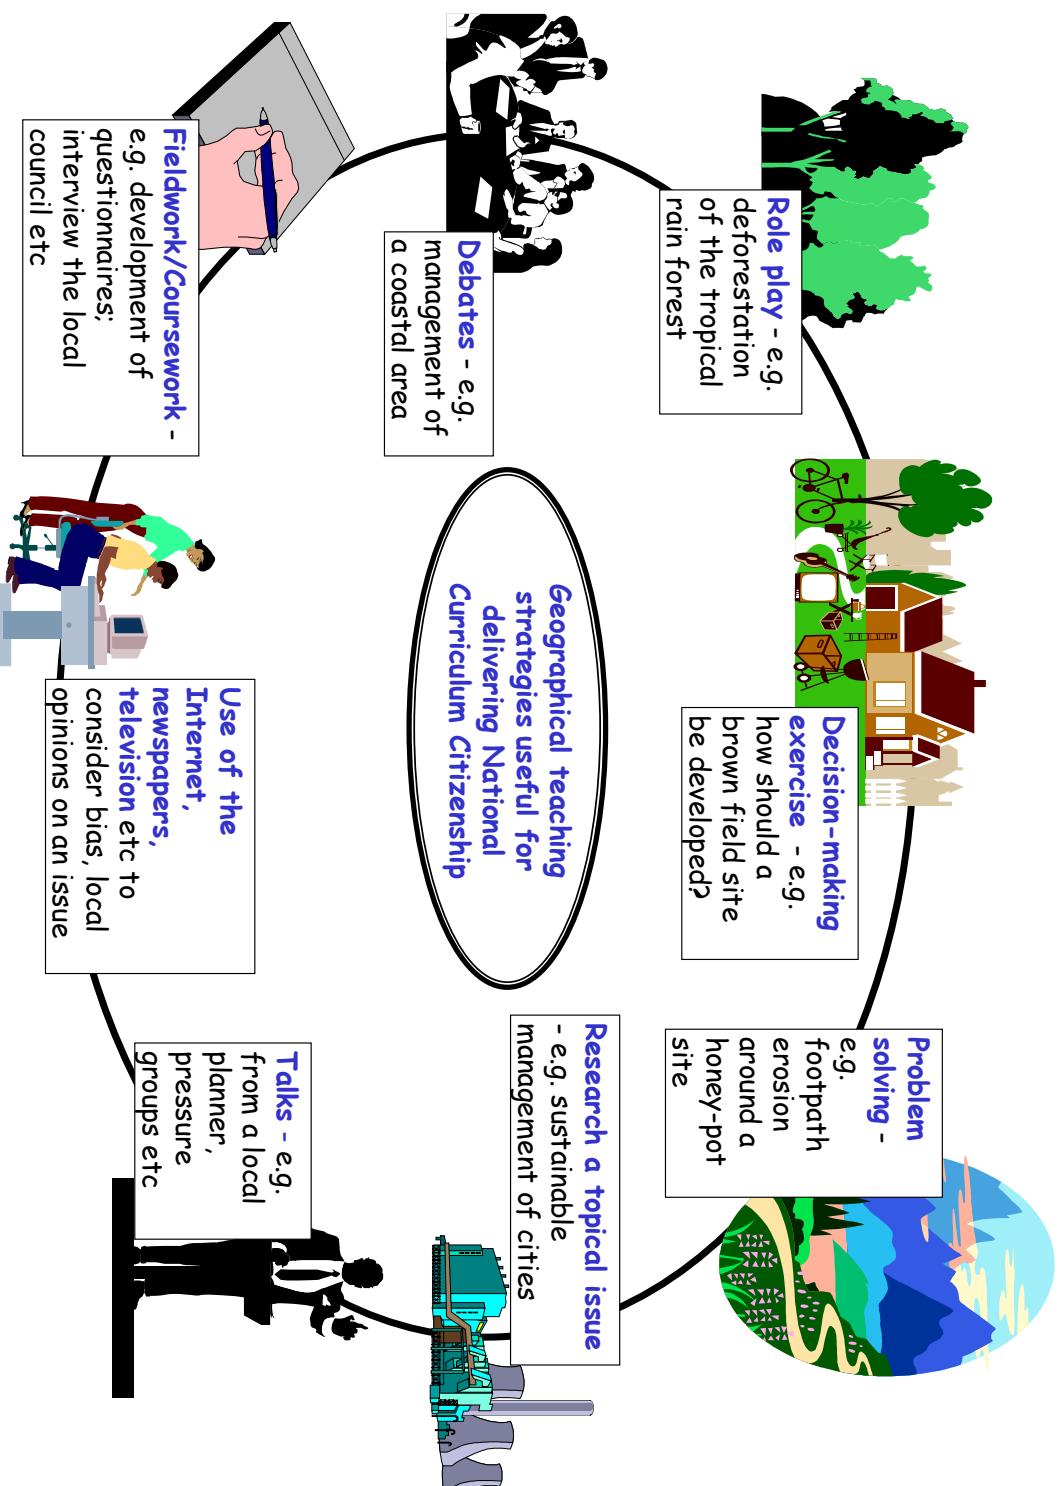 Geographical teaching
strategies useful for
delivering National
Curriculum Citizenship
Decision-making
exercise - e.g.
how should a
brown field site
be developed?
Problem
solving -
e.g.
footpath
erosion
around a
honey-pot
site
Research a topical issue
- e.g. sustainable
management of cities
Talks - e.g.
from a local
planner,
pressure
groups etc
Use of the
Internet,
newspapers,
television etc to
consider bias, local
opinions on an issue
Fieldwork/Coursework -
e.g. development of
questionnaires;
interview the local
council etc
Debates - e.g.
management of
a coastal area
Role play - e.g.
deforestation
of the tropical
rain forest